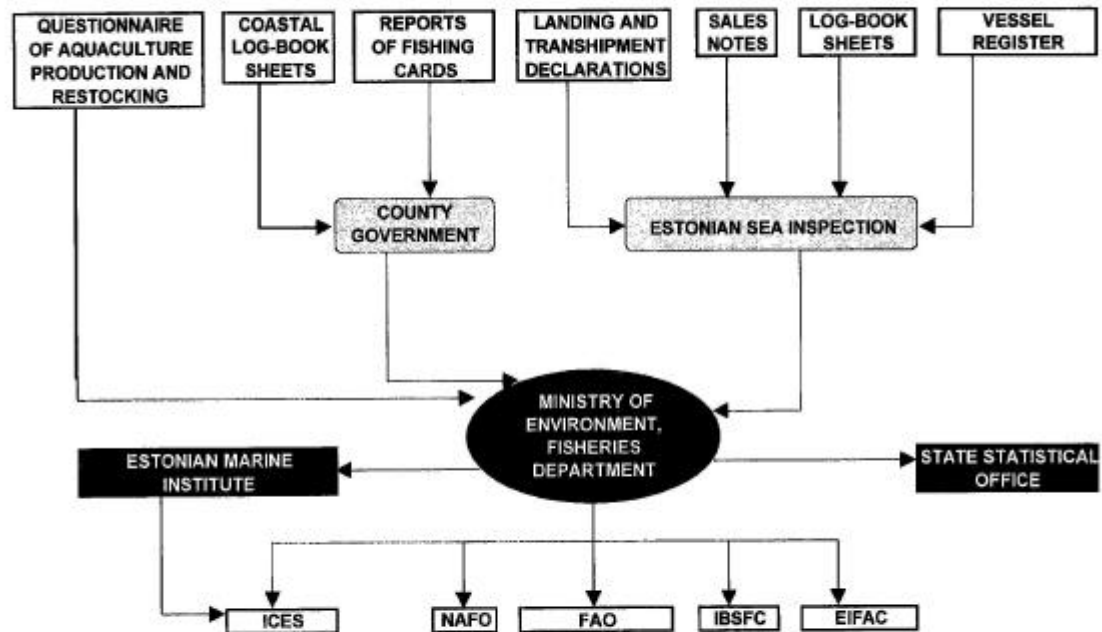 QUESTIONNAIRE
OF AQUACULTURE
PRODUCTION AND
RESTOCKING
COASTAL
LOG-BOOK
SHEETS
REPORTS
OF FISHING
CARDS
LANDING AND
TRANSHIPMENT
DECLARATIONS
SALES
NOTES
LOG-BOOK
SHEETS
VESSEL
REGISTER
COUNTY
GOVERNMENT
ESTONIAN SEA INSPECTION
MINISTRY OF
ENVIRONMENT,
FISHERIES
DEPARTMENT
ESTONIAN MARINE
INSTITUTE
STATE STATISTICAL
OFFICE
ICES
NAFO
FAO
IBSFC
EIFAC